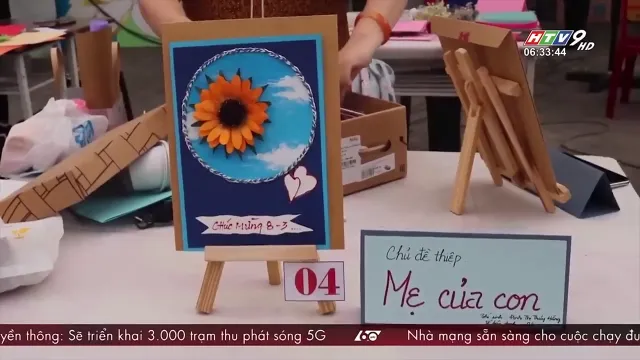 HTV9 HD
06:33:44
Chúc mừng 8-3...
04
Chủ đề thiệp
Mẹ của con
yền thông: Sẽ triển khai 3.000 trạm thu phát sóng 5G
Nhà mạng sẵn sàng cho cuộc chạy đu